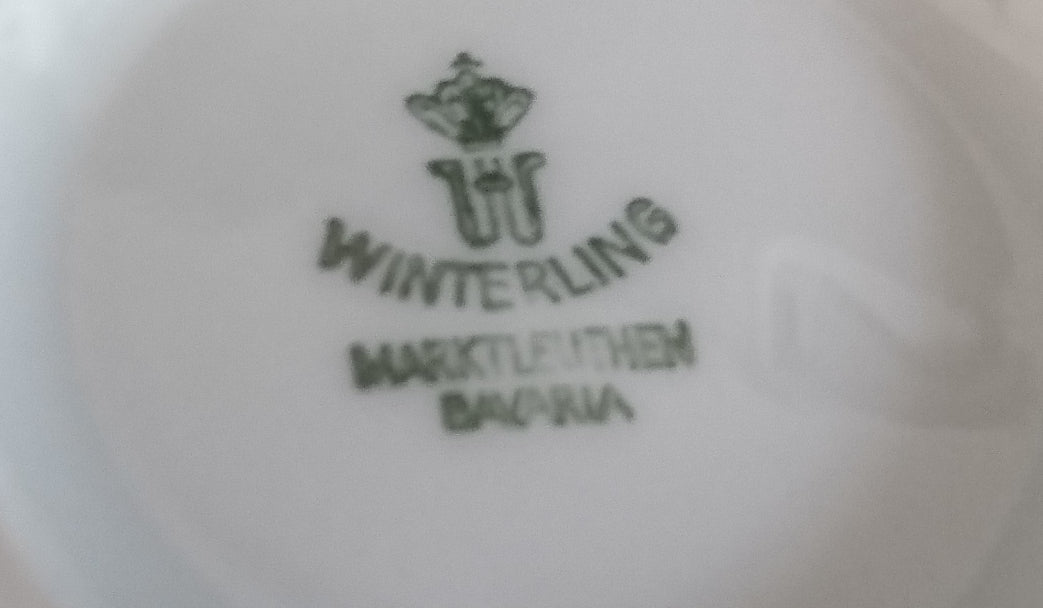 W
WINTERLING
MARKTLEUTHEN
BAVARIA